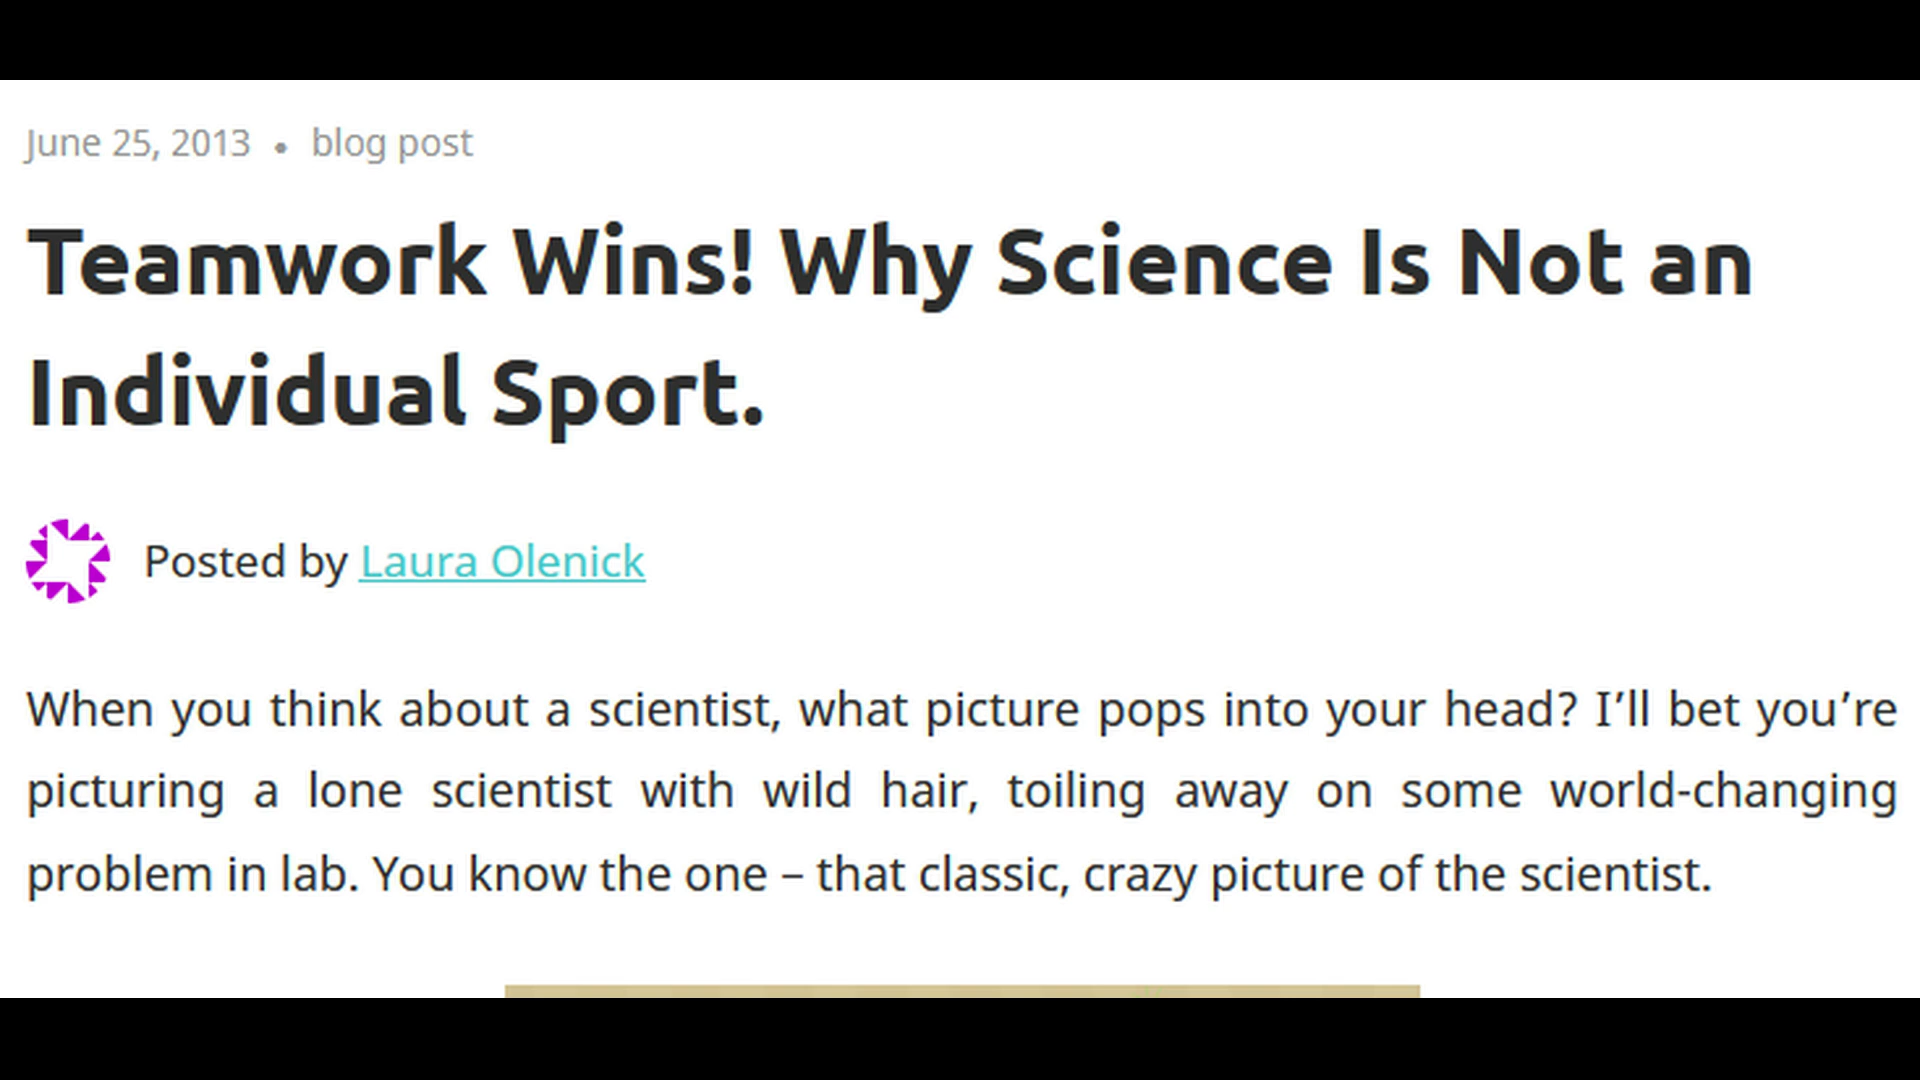 June 25, 2013 • blog post
Teamwork Wins! Why Science Is Not an
Individual Sport.
Posted by Laura Olenick
When you think about a scientist, what picture pops into your head? I’ll bet you’re
picturing a lone scientist with wild hair, toiling away on some world-changing
problem in lab. You know the one – that classic, crazy picture of the scientist.